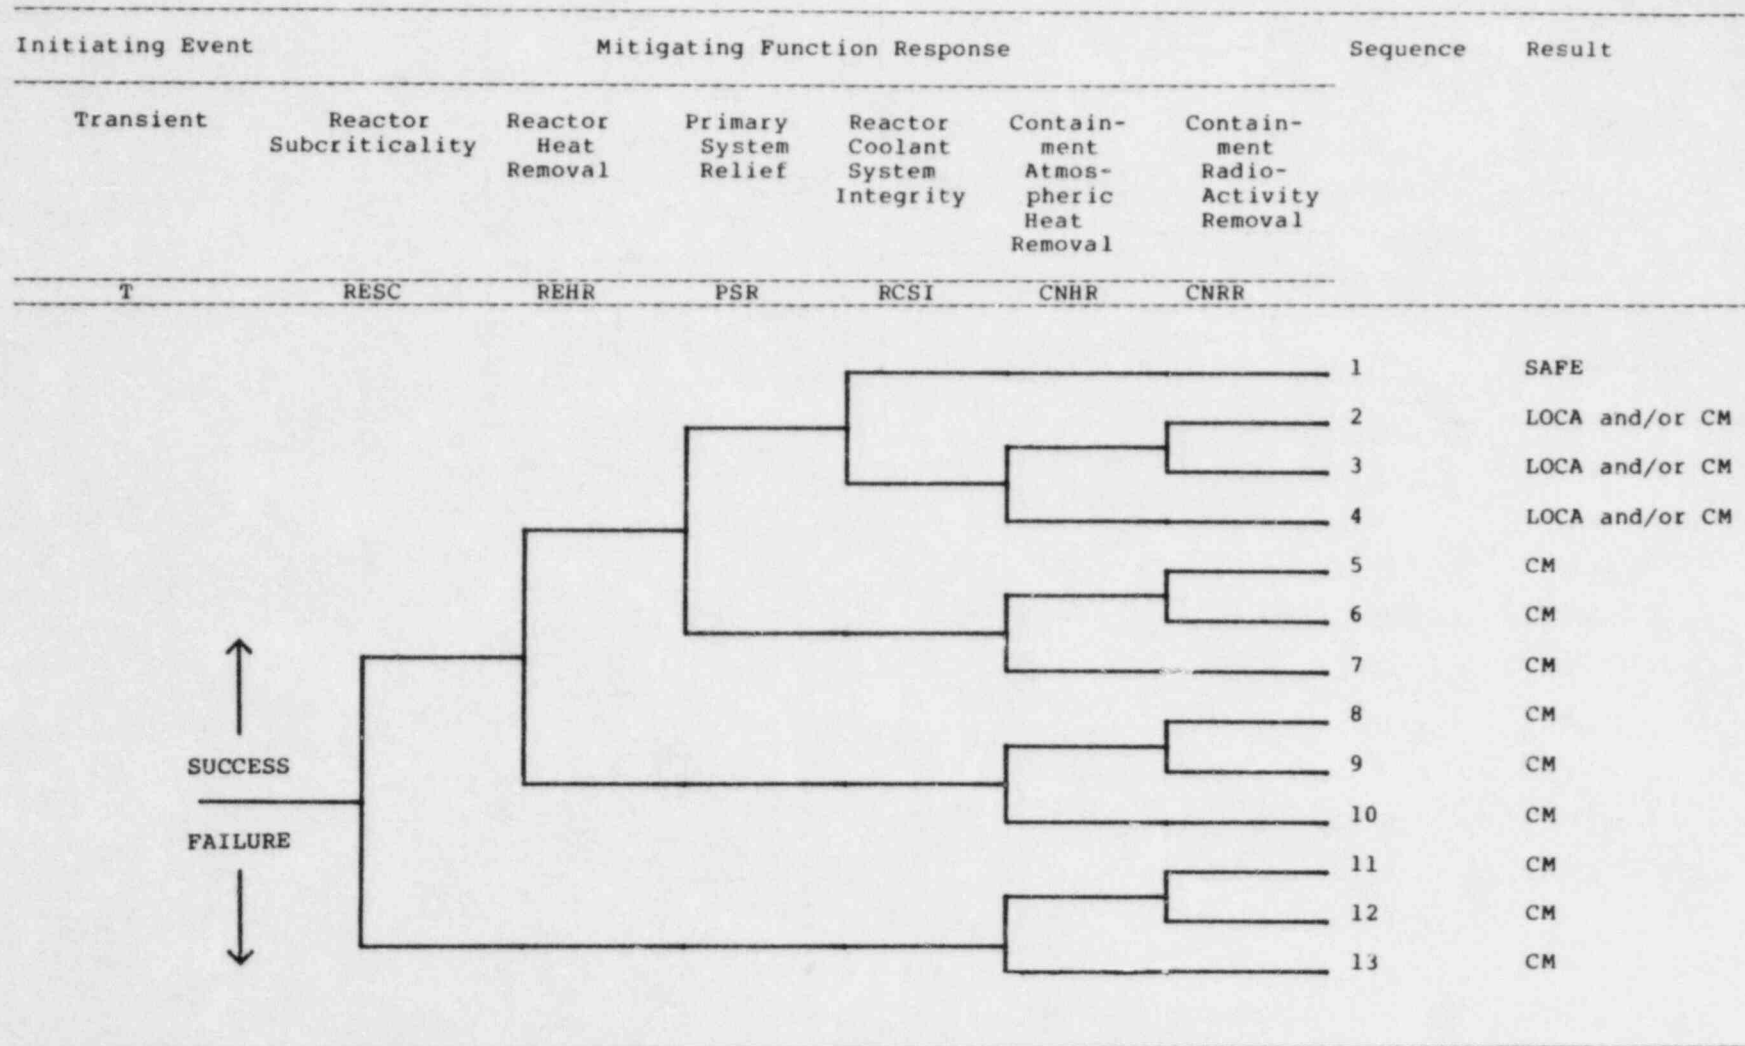 Initiating Event Mitigating Function Response Sequence Result
Transient Reactor Reactor Primary Reactor Contain- Contain-
Subcriticality Heat System Coolant ment ment
Removal Relief System Atmos- Radio-
Integrity pheric Activity
Heat Removal
Removal
T RESC REHR PSR RCSI CNHR CNRR
1 SAFE
2 LOCA and/or CM
3 LOCA and/or CM
4 LOCA and/or CM
5 CM
6 CM
7 CM
8 CM
SUCCESS
9 CM
10 CM
FAILURE
11 CM
12 CM
13 CM